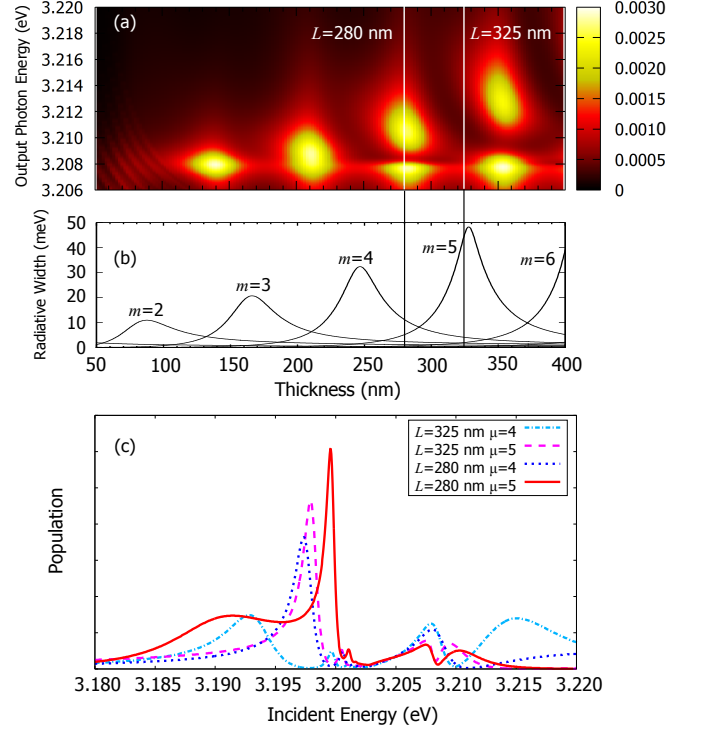 3.220
3.218
3.216
3.214
3.212
3.210
3.208
3.206
Output Photon Energy (eV)
(a)
L=280 nm
L=325 nm
0.0030
0.0025
0.0020
0.0015
0.0010
0.0005
0
50
40
30
20
10
0
Radiative Width (meV)
(b)
m=2
m=3
m=4
m=5
m=6
50 100 150 200 250 300 350 400
Thickness (nm)
(c)
L=325 nm μ=4
L=325 nm μ=5
L=280 nm μ=4
L=280 nm μ=5
Population
3.180 3.185 3.190 3.195 3.200 3.205 3.210 3.215 3.220
Incident Energy (eV)